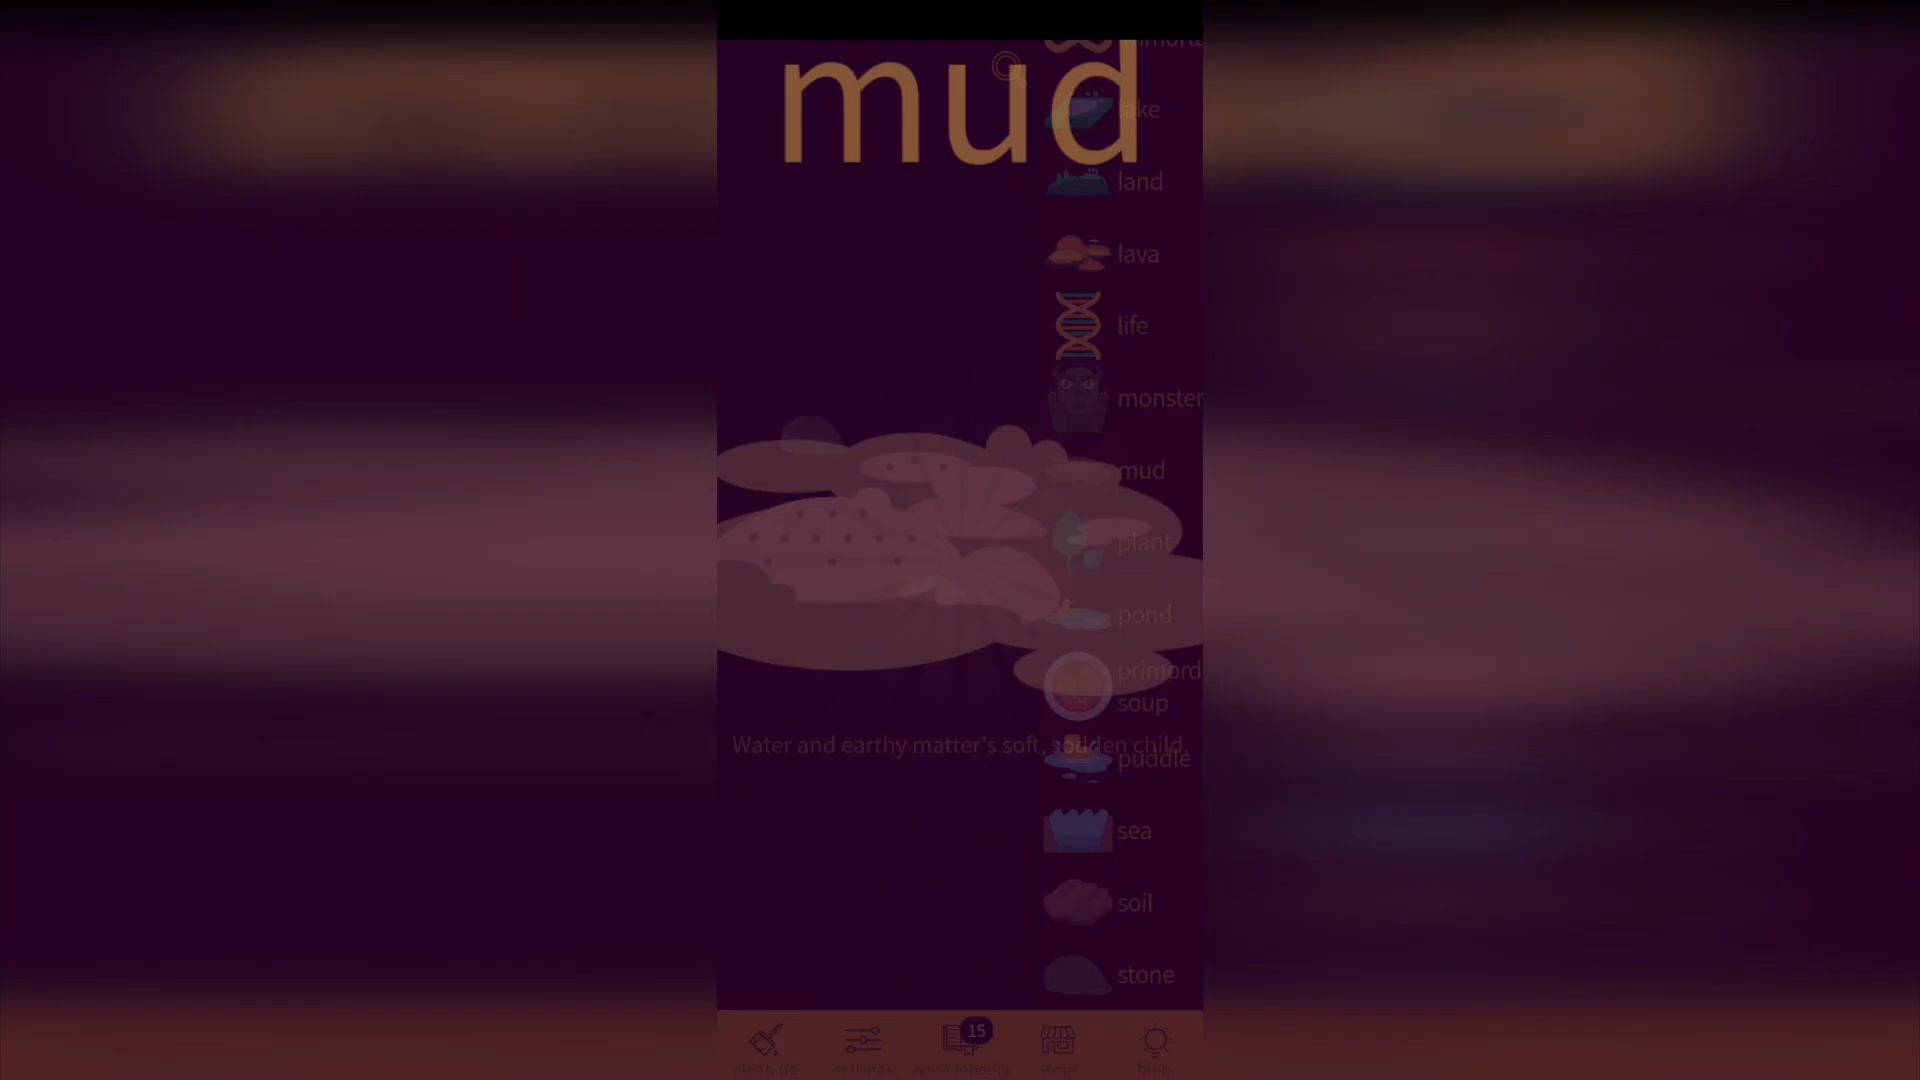 mud
lake
land
lava
life
monster
mud
plant
pond
primord
soup
Water and earthy matter's soft, sodden child.
puddle
sea
soil
stone
15